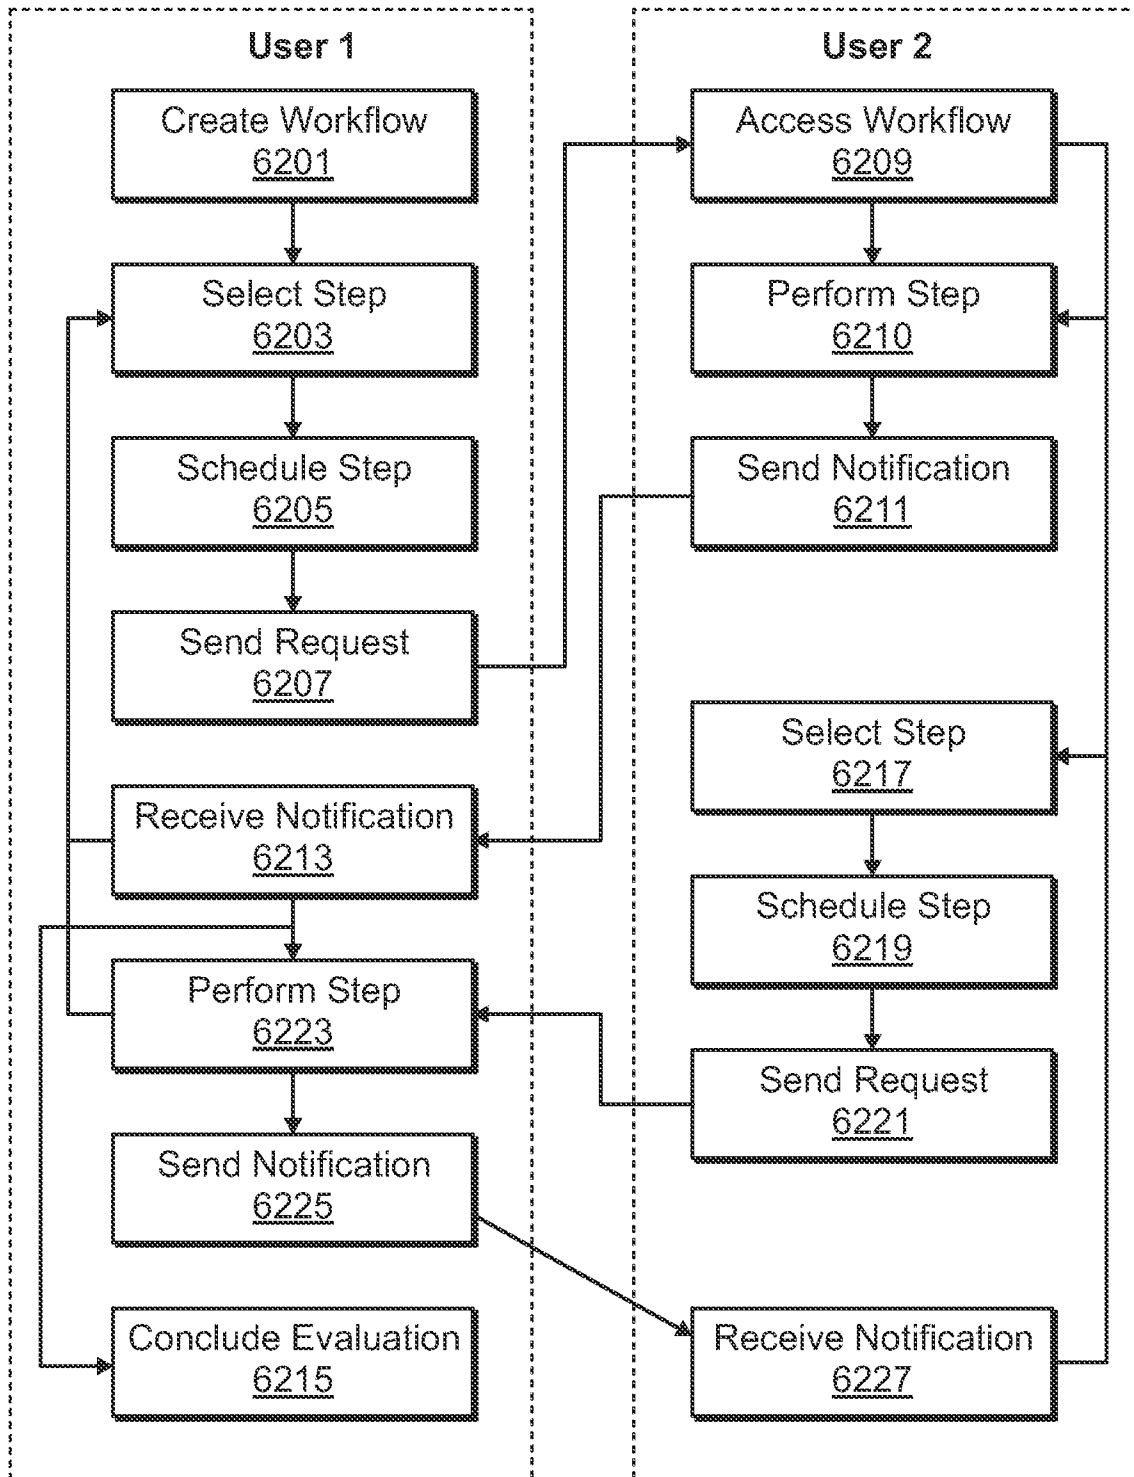 User 1
Create Workflow
6201
Select Step
6203
Schedule Step
6205
Send Request
6207
Receive Notification
6213
Perform Step
6223
Send Notification
6225
Conclude Evaluation
6215
User 2
Access Workflow
6209
Perform Step
6210
Send Notification
6211
Select Step
6217
Schedule Step
6219
Send Request
6221
Receive Notification
6227